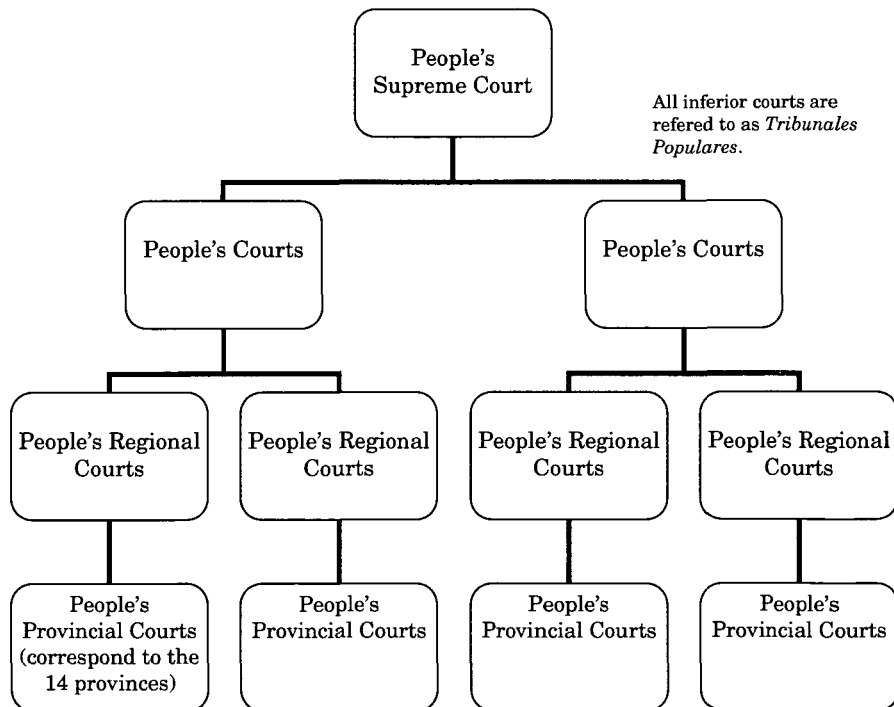 People's
Supreme Court
All inferior courts are
refered to as Tribunales
Populares.
People's Courts
People's Courts
People's Regional
Courts
People's Regional
Courts
People's Regional
Courts
People's Regional
Courts
People's
Provincial Courts
(correspond to the
14 provinces)
People's
Provincial Courts
People's
Provincial Courts
People's
Provincial Courts